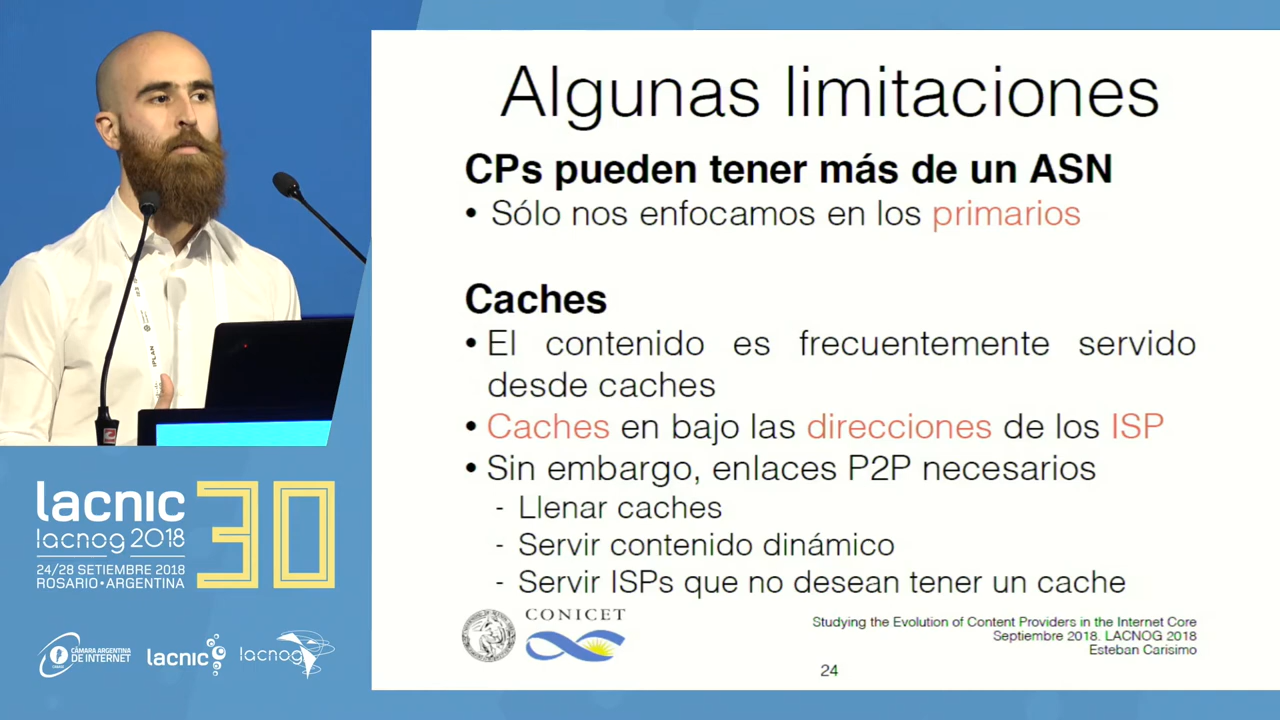 Algunas limitaciones
CPs pueden tener más de un ASN
• Sólo nos enfocamos en los primarios
Caches
• El contenido es frecuentemente servido
desde caches
• Caches en bajo las direcciones de los ISP
• Sin embargo, enlaces P2P necesarios
- Llenar caches
- Servir contenido dinámico
- Servir ISPs que no desean tener un cache
CONICET
Studying the Evolution of Content Providers in the Internet Core
Septiembre 2018. LACNOG 2018
Esteban Carisimo
24
IPLAN
lacnic 30
lacnog 2018
24/28 SETIEMBRE 2018
ROSARIO • ARGENTINA
CÁMARA ARGENTINA
DE INTERNET
lacnic
lacnog